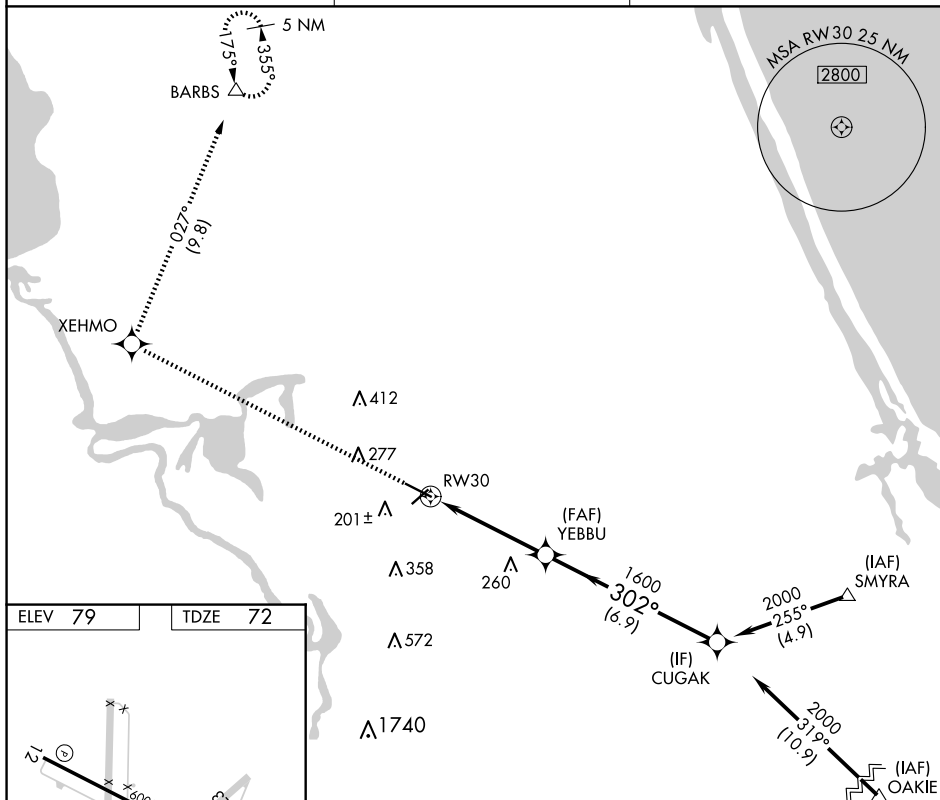 5 NM
175°
355°
BARBS
MSA RW30 25 NM
2800
027°
(9.8)
XEHMO
412
277
RW30
201±
(FAF)
YEBBU
358
260
1600
302°
(6.9)
(IAF)
SMYRA
2000
255°
(4.9)
572
(IF)
CUGAK
ELEV 79
TDZE 72
1740
2000
319°
(10.9)
(IAF)
OAKIE
X
X
12
P
X
X
600